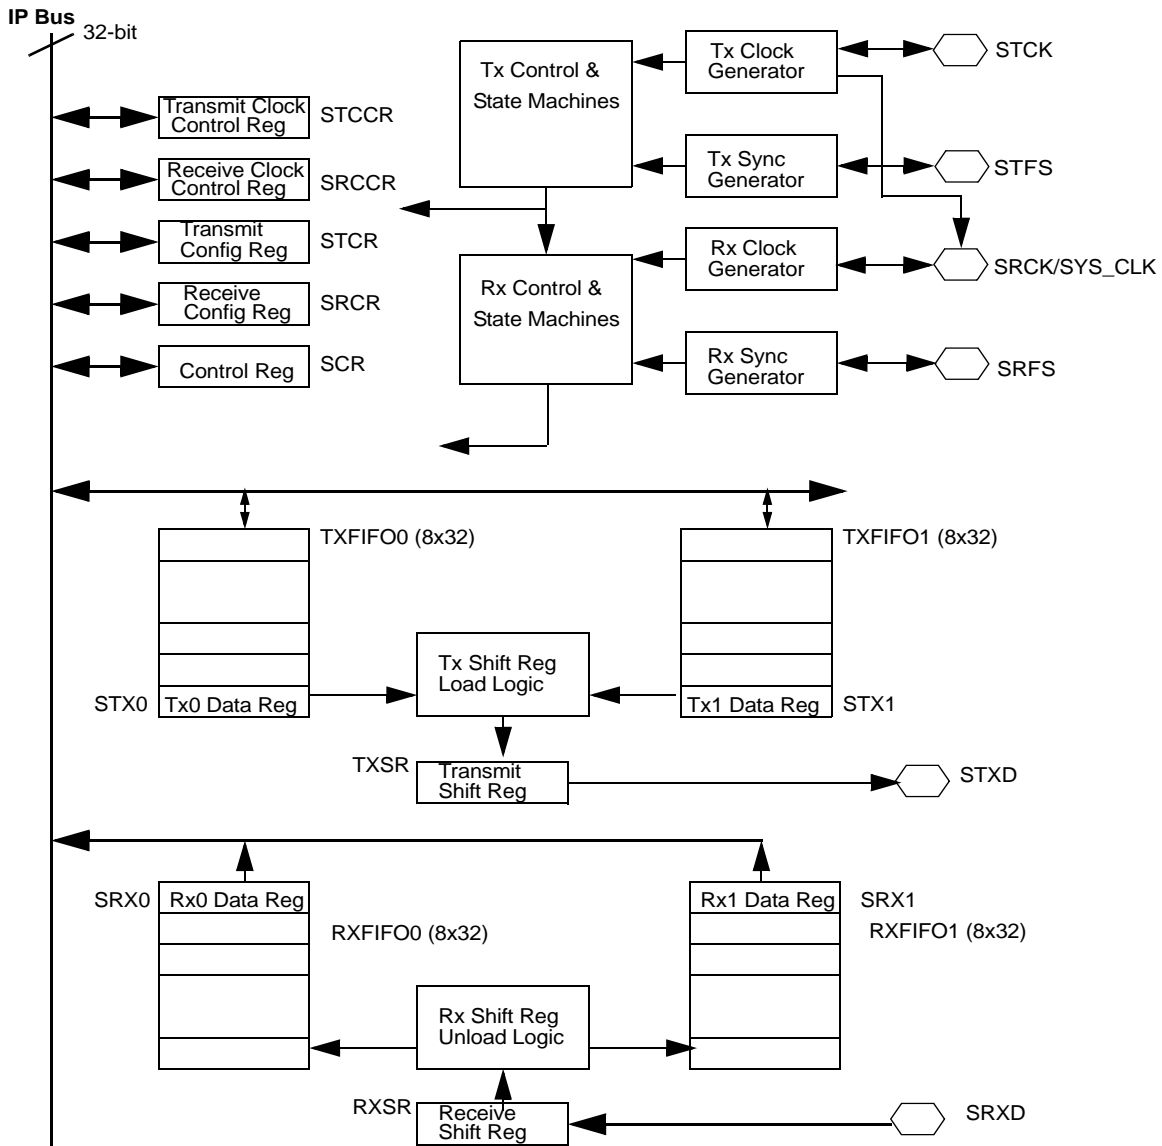 IP Bus
32-bit
Transmit Clock
Control Reg
STCCR
Receive Clock
Control Reg
SRCCR
Transmit
Config Reg
STCR
Receive
Config Reg
SRCR
Control Reg
SCR
Tx Control &
State Machines
Tx Clock
Generator
STCK
Tx Sync
Generator
STFS
Rx Control &
State Machines
Rx Clock
Generator
SRCK/SYS_CLK
Rx Sync
Generator
SRFS
TXFIFO0 (8x32)
TXFIFO1 (8x32)
Tx Shift Reg
Load Logic
STX0
Tx0 Data Reg
Tx1 Data Reg
STX1
TXSR
Transmit
Shift Reg
STXD
SRX0
Rx0 Data Reg
Rx1 Data Reg
SRX1
RXFIFO0 (8x32)
RXFIFO1 (8x32)
Rx Shift Reg
Unload Logic
RXSR
Receive
Shift Reg
SRXD